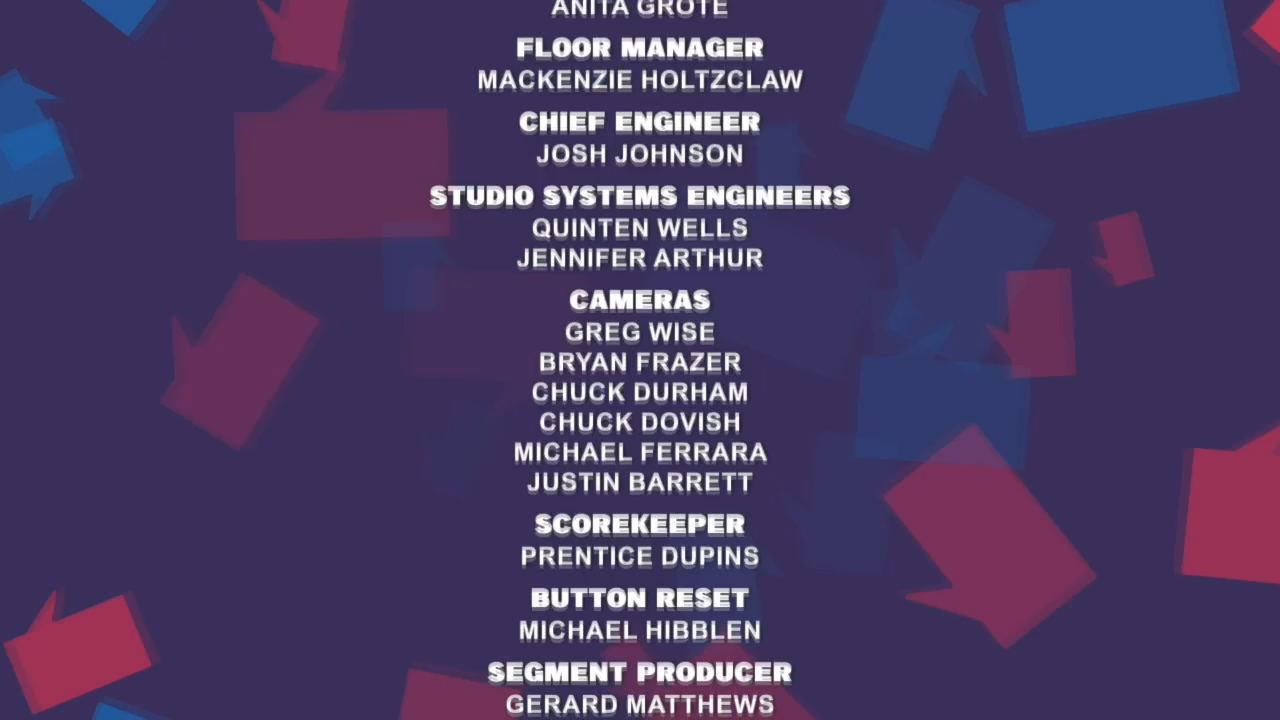 ANITA GROTE
FLOOR MANAGER
MACKENZIE HOLTZCLAW
CHIEF ENGINEER
JOSH JOHNSON
STUDIO SYSTEMS ENGINEERS
QUINTEN WELLS
JENNIFER ARTHUR
CAMERAS
GREG WISE
BRYAN FRAZER
CHUCK DURHAM
CHUCK DOVISH
MICHAEL FERRARA
JUSTIN BARRETT
SCOREKEEPER
PRENTICE DUPINS
BUTTON RESET
MICHAEL HIBBLEN
SEGMENT PRODUCER
GERARD MATTHEWS